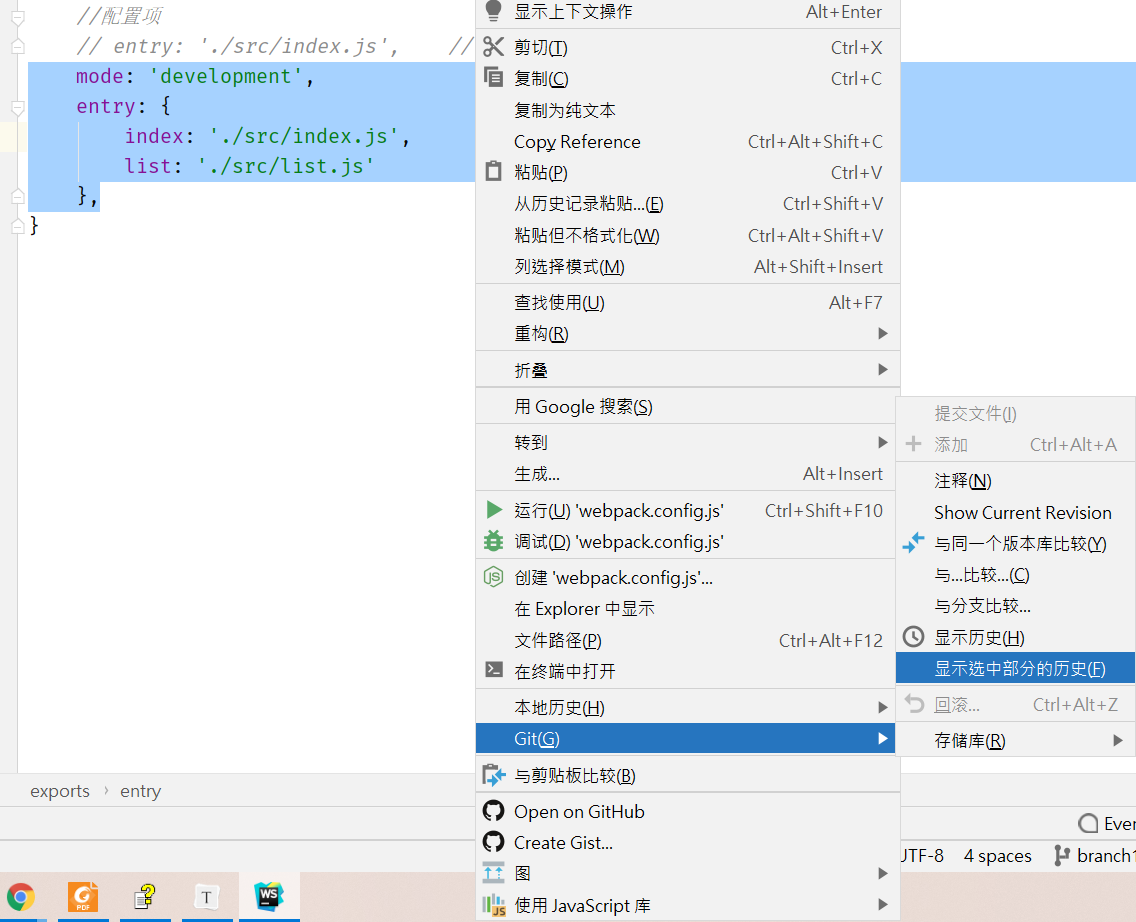 //配置项
// entry: './src/index.js', //
mode: 'development',
entry: {
index: './src/index.js',
list: './src/list.js'
},
}
显示上下文操作 Alt+Enter
剪切(T) Ctrl+X
复制(C) Ctrl+C
复制为纯文本
Copy Reference Ctrl+Alt+Shift+C
粘贴(P) Ctrl+V
从历史记录粘贴...(E) Ctrl+Shift+V
粘贴但不格式化(W) Ctrl+Alt+Shift+V
列选择模式(M) Alt+Shift+Insert
查找使用(U) Alt+F7
重构(R)
折叠
用 Google 搜索(S)
转到
生成... Alt+Insert
运行(U) 'webpack.config.js' Ctrl+Shift+F10
调试(D) 'webpack.config.js'
创建 'webpack.config.js'...
在 Explorer 中显示
文件路径(P) Ctrl+Alt+F12
在终端中打开
本地历史(H)
Git(G)
与剪贴板比较(B)
Open on GitHub
Create Gist...
图
使用 JavaScript 库
提交文件(I)
添加 Ctrl+Alt+A
注释(N)
Show Current Revision
与同一个版本库比较(Y)
与...比较...(C)
与分支比较...
显示历史(H)
显示选中部分的历史(F)
回滚... Ctrl+Alt+Z
存储库(R)
exports › entry
Ever
UTF-8 4 spaces branch1
G PDF
T
WS